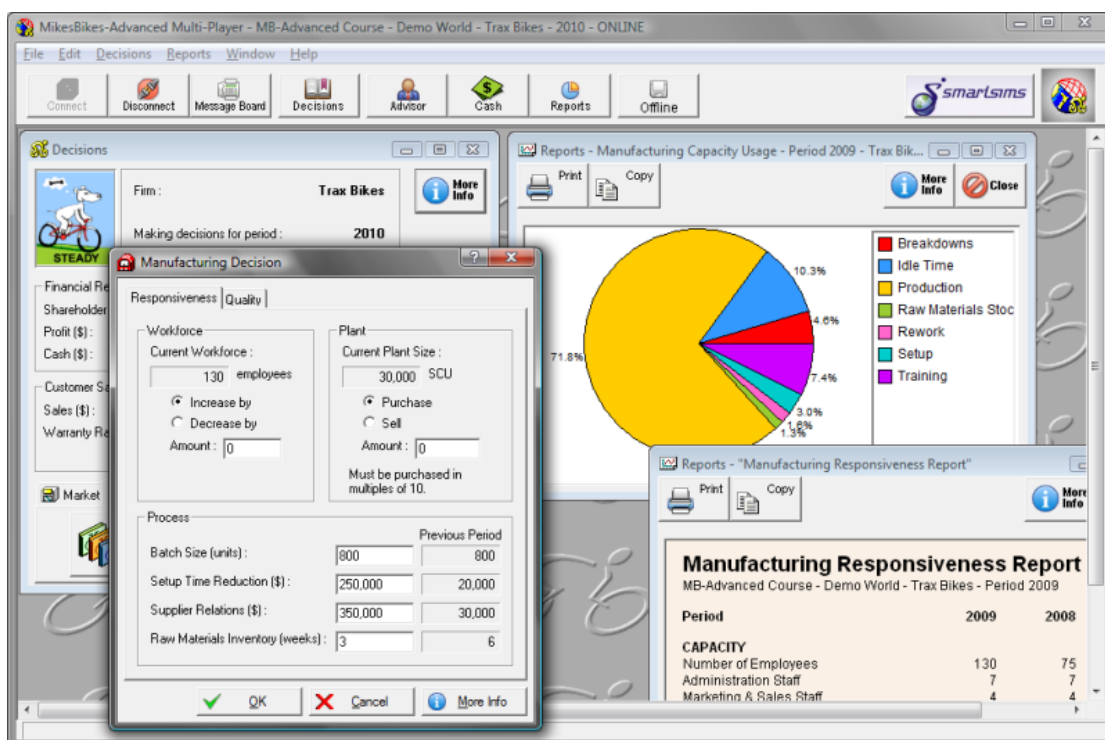 MikesBikes-Advanced Multi-Player - MB-Advanced Course - Demo World - Trax Bikes - 2010 - ONLINE
File Edit Decisions Reports Window Help
Connect Disconnect Message Board Decisions Advisor Cash Reports Offline
smartsims
Decisions
Firm : Trax Bikes
More Info
Making decisions for period : 2010
STEADY
Financial Re
Shareholder
Profit ($) :
Cash ($) :
Customer Sa
Sales ($) :
Warranty Ra
Market
Manufacturing Decision
Responsiveness Quality
Workforce
Current Workforce :
130 employees
Increase by
Decrease by
Amount : 0
Plant
Current Plant Size :
30,000 SCU
Purchase
Sell
Amount : 0
Must be purchased in
multiples of 10.
Process
Previous Period
Batch Size (units) : 800 800
Setup Time Reduction ($) : 250,000 20,000
Supplier Relations ($) : 350,000 30,000
Raw Materials Inventory (weeks) : 3 6
OK Cancel More Info
Reports - Manufacturing Capacity Usage - Period 2009 - Trax Bik...
Print Copy More Info Close
10.3%
4.6%
71.8%
7.4%
3.0%
1.3%
Breakdowns
Idle Time
Production
Raw Materials Stoc
Rework
Setup
Training
Reports - "Manufacturing Responsiveness Report"
Print Copy More Info
Manufacturing Responsiveness Report
MB-Advanced Course - Demo World - Trax Bikes - Period 2009
Period 2009 2008
CAPACITY
Number of Employees 130 75
Administration Staff 7 7
Marketing & Sales Staff 4 4